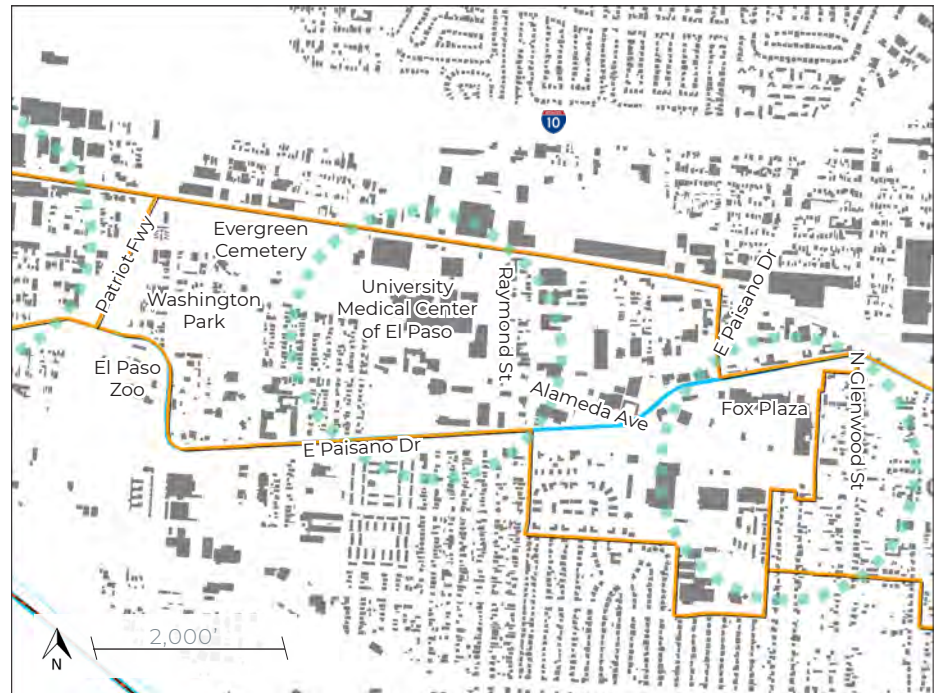 10
Evergreen
Cemetery
Patriot Fwy
Washington
Park
University
Medical Center
of El Paso
Raymond St.
E Paisano Dr
El Paso
Zoo
Alameda Ave
Fox Plaza
N Glenwood St
E Paisano Dr
2,000'
N